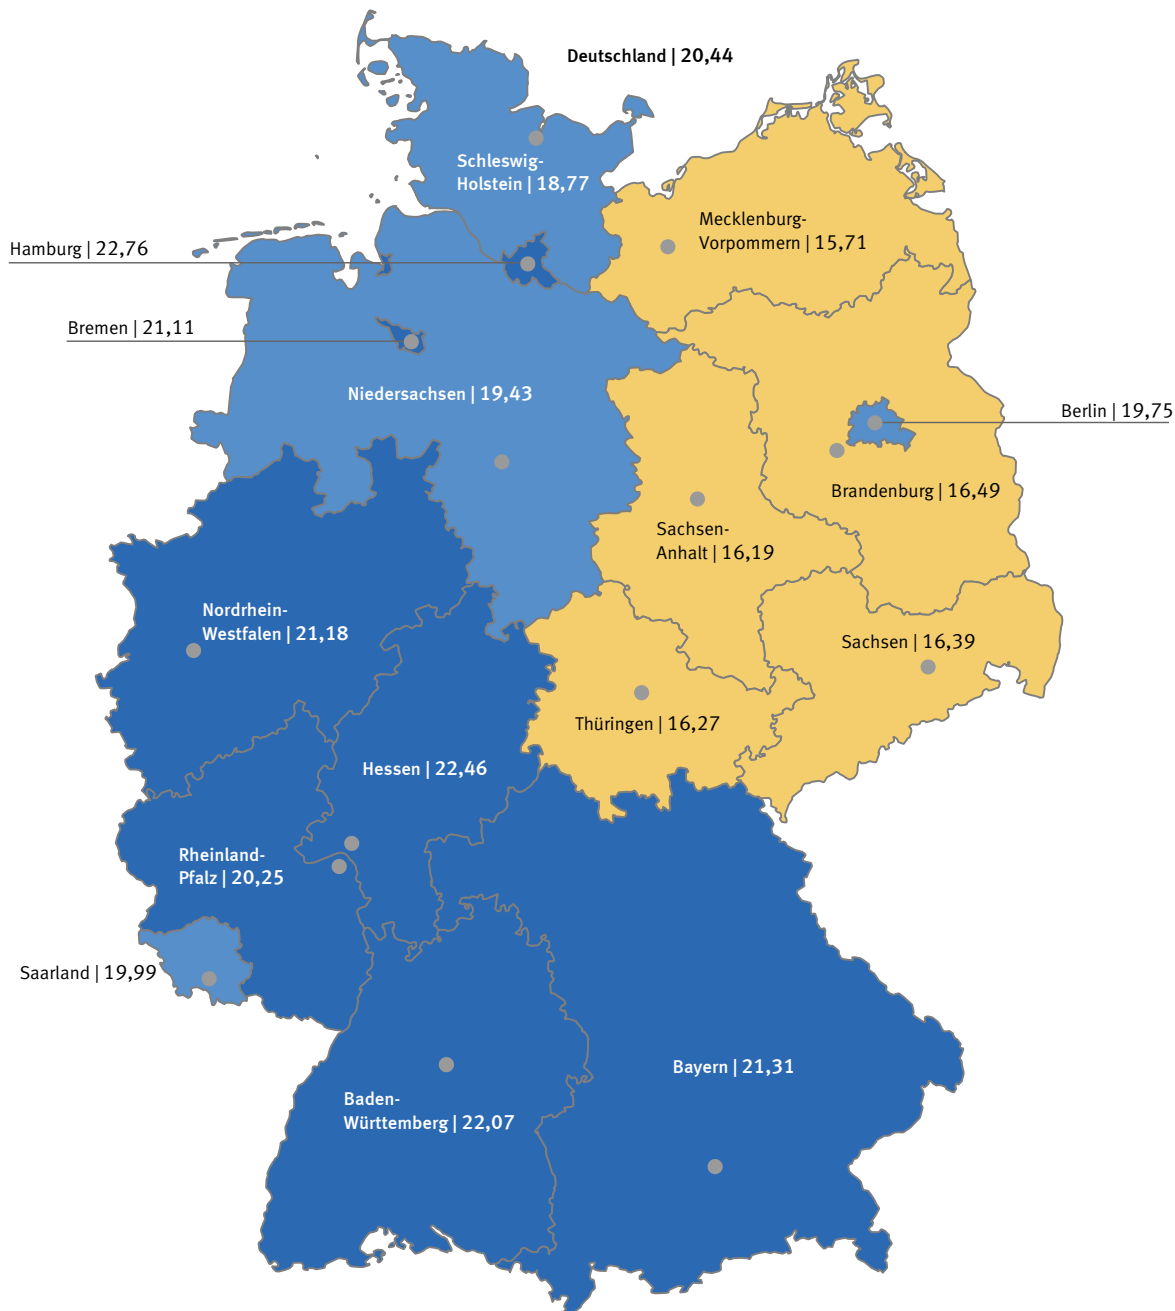 Deutschland | 20,44
Schleswig-
Holstein | 18,77
Mecklenburg-
Vorpommern | 15,71
Hamburg | 22,76
Bremen | 21,11
Niedersachsen | 19,43
Berlin | 19,75
Brandenburg | 16,49
Sachsen-
Anhalt | 16,19
Nordrhein-
Westfalen | 21,18
Sachsen | 16,39
Thüringen | 16,27
Hessen | 22,46
Rheinland-
Pfalz | 20,25
Saarland | 19,99
Bayern | 21,31
Baden-
Württemberg | 22,07